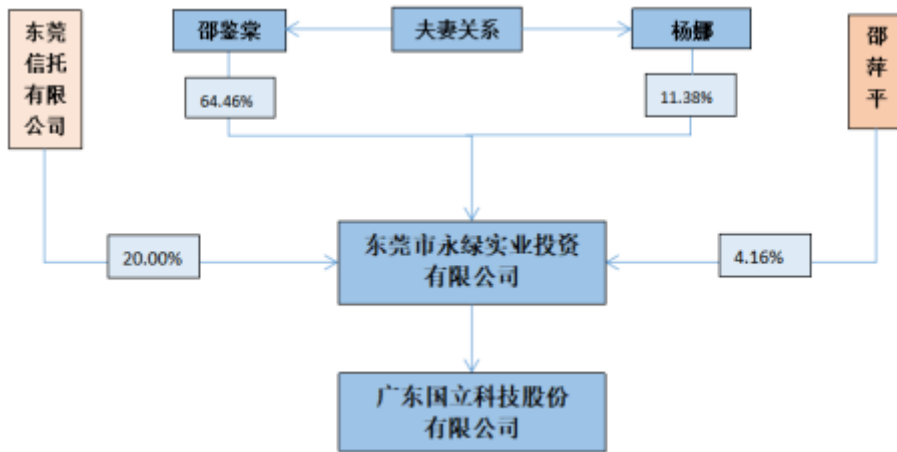 东莞
信托
有限
公司
邵鉴棠
夫妻关系
杨娜
邵
萍
平
64.46%
11.38%
20.00%
东莞市永绿实业投资
有限公司
4.16%
广东国立科技股份
有限公司